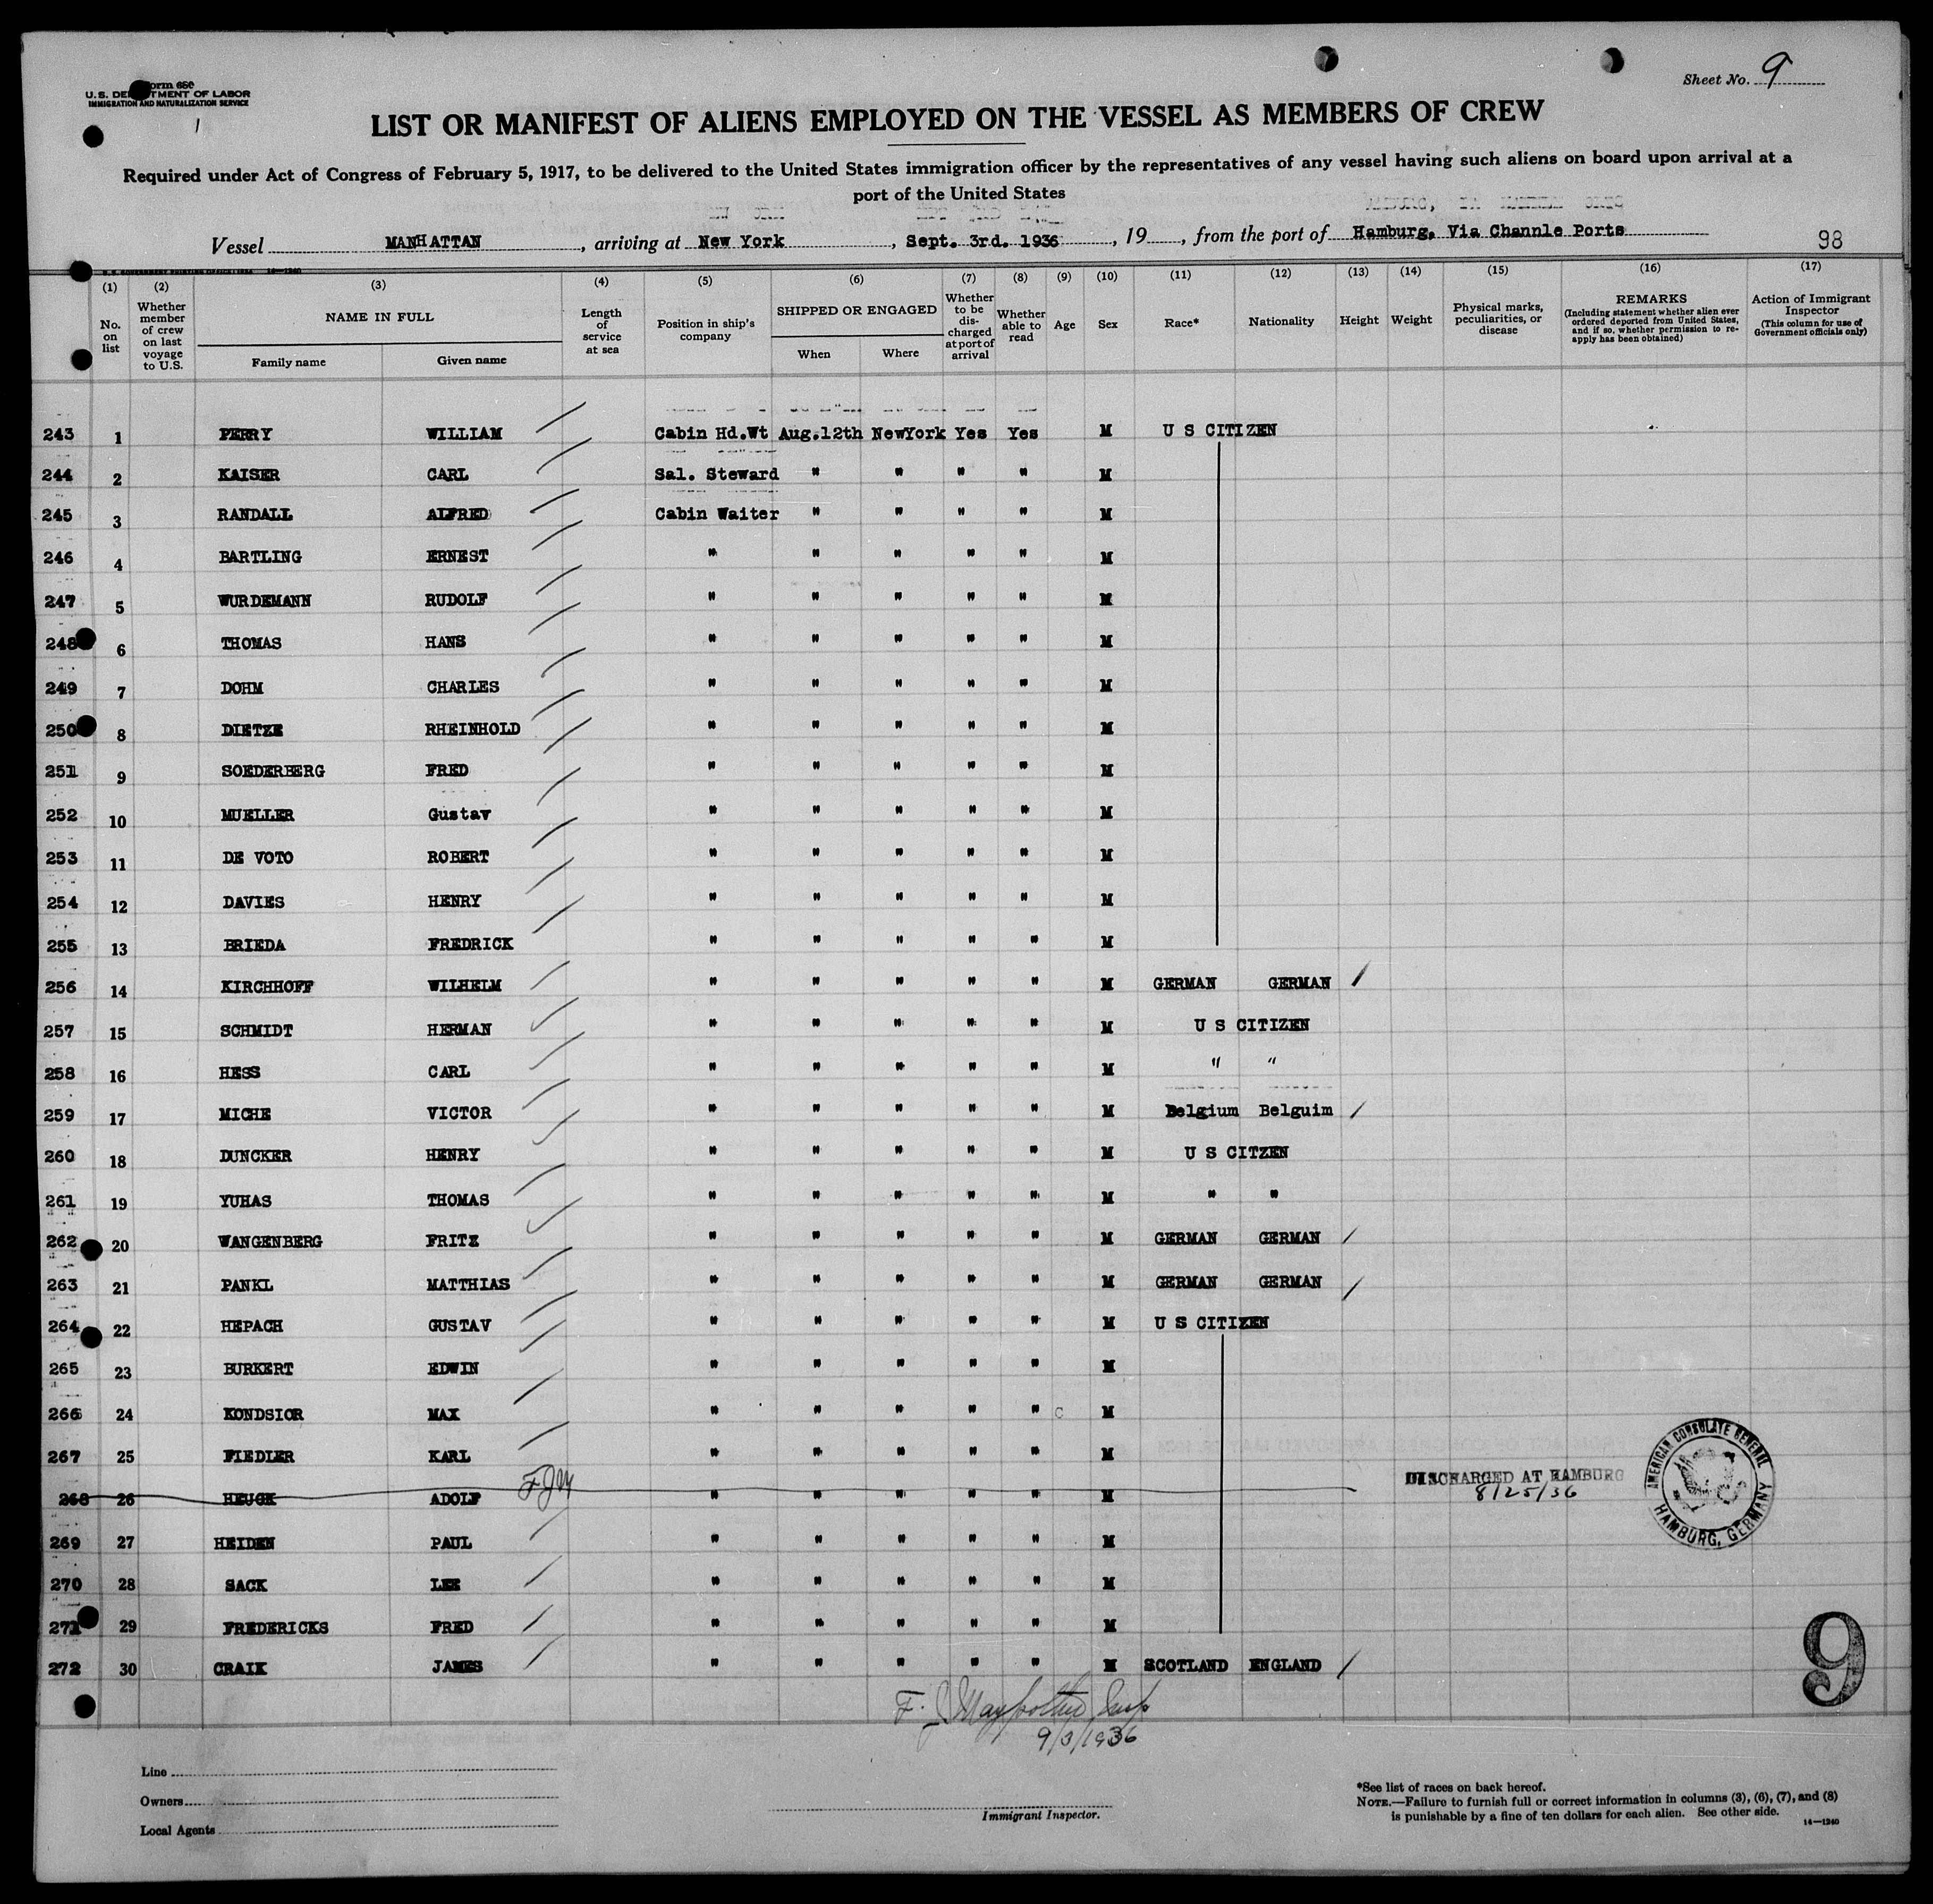 Sheet No. 9
Form 680
U.S. DEPARTMENT OF LABOR
IMMIGRATION AND NATURALIZATION SERVICE
LIST OR MANIFEST OF ALIENS EMPLOYED ON THE VESSEL AS MEMBERS OF CREW
Required under Act of Congress of February 5, 1917, to be delivered to the United States immigration officer by the representatives of any vessel having such aliens on board upon arrival at a
port of the United States
Vessel MANHATTAN, arriving at New York, Sept. 3rd. 1936, 19, from the port of Hamburg, Via Channle Ports
98
(1) No. on list
(2) Whether member of crew on last voyage to U.S.
(3) NAME IN FULL Family name Given name
(4) Length of service at sea
(5) Position in ship's company
(6) SHIPPED OR ENGAGED When Where
(7) Whether to be discharged at port of arrival
(8) Whether able to read
(9) Age
(10) Sex
(11) Race*
(12) Nationality
(13) Height
(14) Weight
(15) Physical marks, peculiarities, or disease
(16) REMARKS (Including statement whether alien ever ordered deported from United States, and if so, whether permission to re-apply has been obtained)
(17) Action of Immigrant Inspector (This column for use of Government officials only)
243 1 PERRY WILLIAM Cabin Hd.Wt Aug.12th NewYork Yes Yes M U S CITIZEN
244 2 KAISER CARL Sal. Steward " " " " M
245 3 RANDALL ALFRED Cabin Waiter " " " " M
246 4 BARTLING ERNEST " " " " " M
247 5 WURDEMANN RUDOLF " " " " " M
248 6 THOMAS HANS " " " " " M
249 7 DOHM CHARLES " " " " " M
250 8 DIETZE RHEINHOLD " " " " " M
251 9 SOEDERBERG FRED " " " " " M
252 10 MUELLER Gustav " " " " " M
253 11 DE VOTO ROBERT " " " " " M
254 12 DAVIES HENRY " " " " " M
255 13 BRIEDA FREDRICK " " " " " M
256 14 KIRCHHOFF WILHELM " " " " " M GERMAN GERMAN
257 15 SCHMIDT HERMAN " " " " " M U S CITIZEN
258 16 HESS CARL " " " " " M " "
259 17 MICHE VICTOR " " " " " M Belgium Belguim
260 18 DUNCKER HENRY " " " " " M U S CITZEN
261 19 YUHAS THOMAS " " " " " M " "
262 20 WANGENBERG FRITZ " " " " " M GERMAN GERMAN
263 21 PANKL MATTHIAS " " " " " M GERMAN GERMAN
264 22 HEPACH GUSTAV " " " " " M U S CITIZEN
265 23 BURKERT EDWIN " " " " " M
266 24 KONDSIOR MAX " " " " " C M
267 25 FIEDLER KARL " " " " " M
268 26 HEUCK ADOLF FJM " " " " " M DISCHARGED AT HAMBURG
8/25/36
AMERICAN CONSULATE GENERAL HAMBURG, GERMANY
269 27 HEIDEN PAUL " " " " " M
270 28 SACK LEE " " " " " M
271 29 FREDERICKS FRED " " " " " M
272 30 CRAIK JAMES " " " " " M SCOTLAND ENGLAND
9
F. J. Insp
9/3/1936
Line
Owners
Local Agents
Immigrant Inspector.
*See list of races on back hereof.
NOTE.—Failure to furnish full or correct information in columns (3), (6), (7), and (8)
is punishable by a fine of ten dollars for each alien. See other side.
14—1240